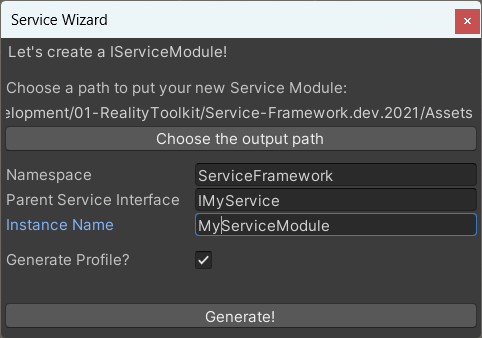 Service Wizard
Let's create a IServiceModule!
Choose a path to put your new Service Module:
elopment/01-RealityToolkit/Service-Framework.dev.2021/Assets
Choose the output path
Namespace ServiceFramework
Parent Service Interface IMyService
Instance Name MyServiceModule
Generate Profile?
Generate!